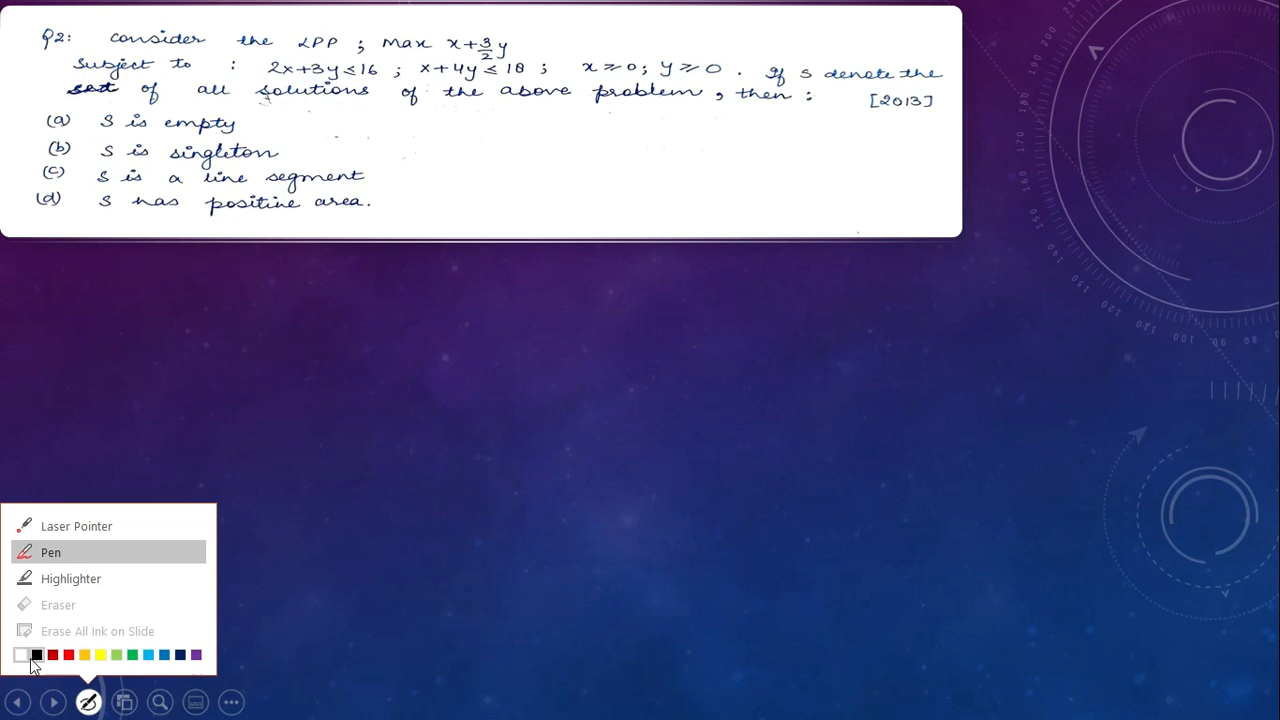 Q2: Consider the LPP ; Max x+3/2y
Subject to : 2x+3y≤16 ; x+4y≤18 ; x≥0; y≥0 . If S denote the
set of all solutions of the above problem, then : [2013]
(a) S is empty
(b) S is singleton
(c) S is a line segment
(d) S has positive area.
Laser Pointer
Pen
Highlighter
Eraser
Erase All Ink on Slide